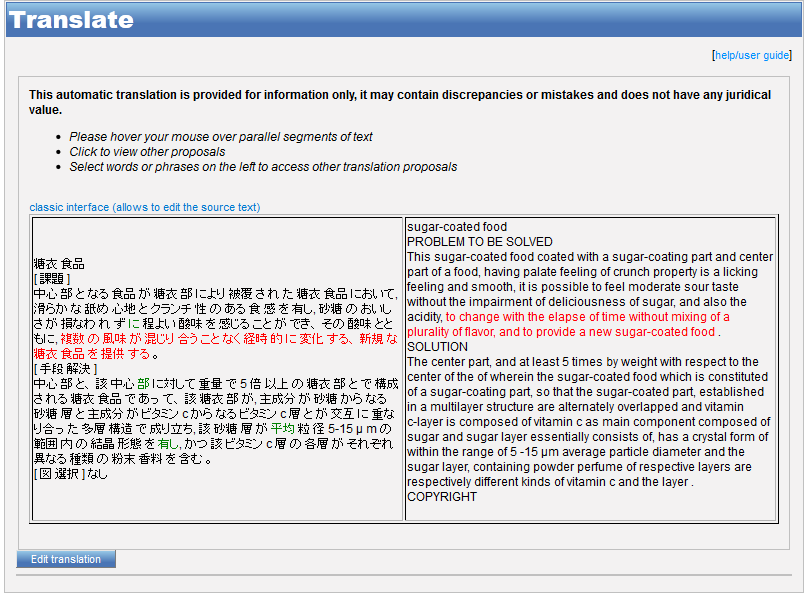 Translate
[help/user guide]
This automatic translation is provided for information only, it may contain discrepancies or mistakes and does not have any juridical
value.
• Please hover your mouse over parallel segments of text
• Click to view other proposals
• Select words or phrases on the left to access other translation proposals
classic interface (allows to edit the source text)
糖衣食品
[課題]
中心部となる食品が糖衣部により被覆された糖衣食品において,
滑らかな舐め心地とクランチ性のある食感を有し,砂糖のおいし
さが損なわれずに程よい酸味を感じることができ、その酸味とと
もに,複数の風味が混じり合うことなく経時的に変化する、新規な
糖衣食品を提供する。
[手段解決]
中心部と、該中心部に対して重量で5倍以上の糖衣部とで構成
される糖衣食品であって、該糖衣部が,主成分が砂糖からなる
砂糖層と主成分がビタミンcからなるビタミンc層とが交互に重な
り合った多層構造で成り立ち,該砂糖層が平均粒径5-15μmの
範囲内の結晶形態を有し,かつ該ビタミンc層の各層がそれぞれ
異なる種類の粉末香料を含む。
[図選択]なし
sugar-coated food
PROBLEM TO BE SOLVED
This sugar-coated food coated with a sugar-coating part and center
part of a food, having palate feeling of crunch property is a licking
feeling and smooth, it is possible to feel moderate sour taste
without the impairment of deliciousness of sugar, and also the
acidity, to change with the elapse of time without mixing of a
plurality of flavor, and to provide a new sugar-coated food .
SOLUTION
The center part, and at least 5 times by weight with respect to the
center of the of wherein the sugar-coated food which is constituted
of a sugar-coating part, so that the sugar-coated part, established
in a multilayer structure are alternately overlapped and vitamin
c-layer is composed of vitamin c as main component composed of
sugar and sugar layer essentially consists of, has a crystal form of
within the range of 5 -15 μm average particle diameter and the
sugar layer, containing powder perfume of respective layers are
respectively different kinds of vitamin c and the layer .
COPYRIGHT
Edit translation